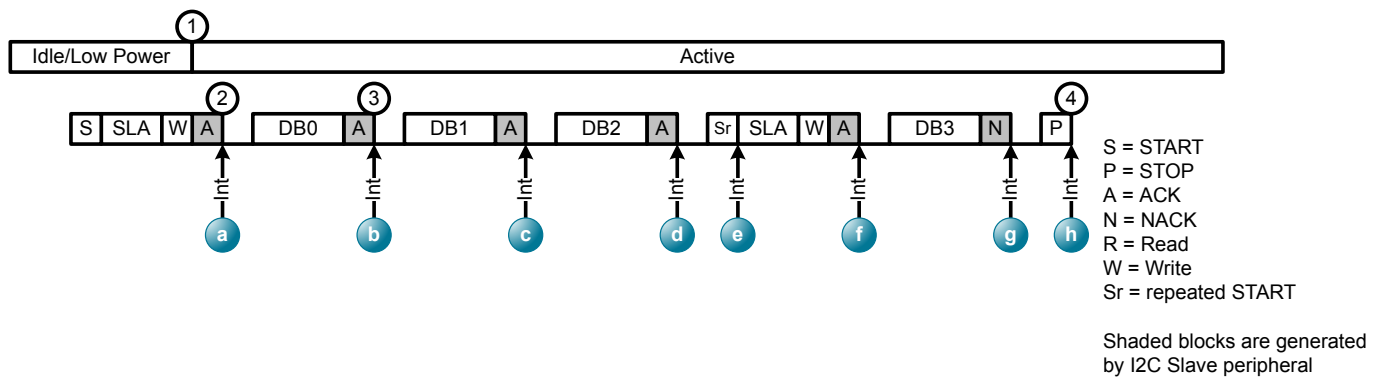 1
Idle/Low Power Active
2 3 4
S SLA W A DB0 A DB1 A DB2 A Sr SLA W A DB3 N P
Int Int Int Int Int Int Int Int
a b c d e f g h
S = START
P = STOP
A = ACK
N = NACK
R = Read
W = Write
Sr = repeated START
Shaded blocks are generated
by I2C Slave peripheral